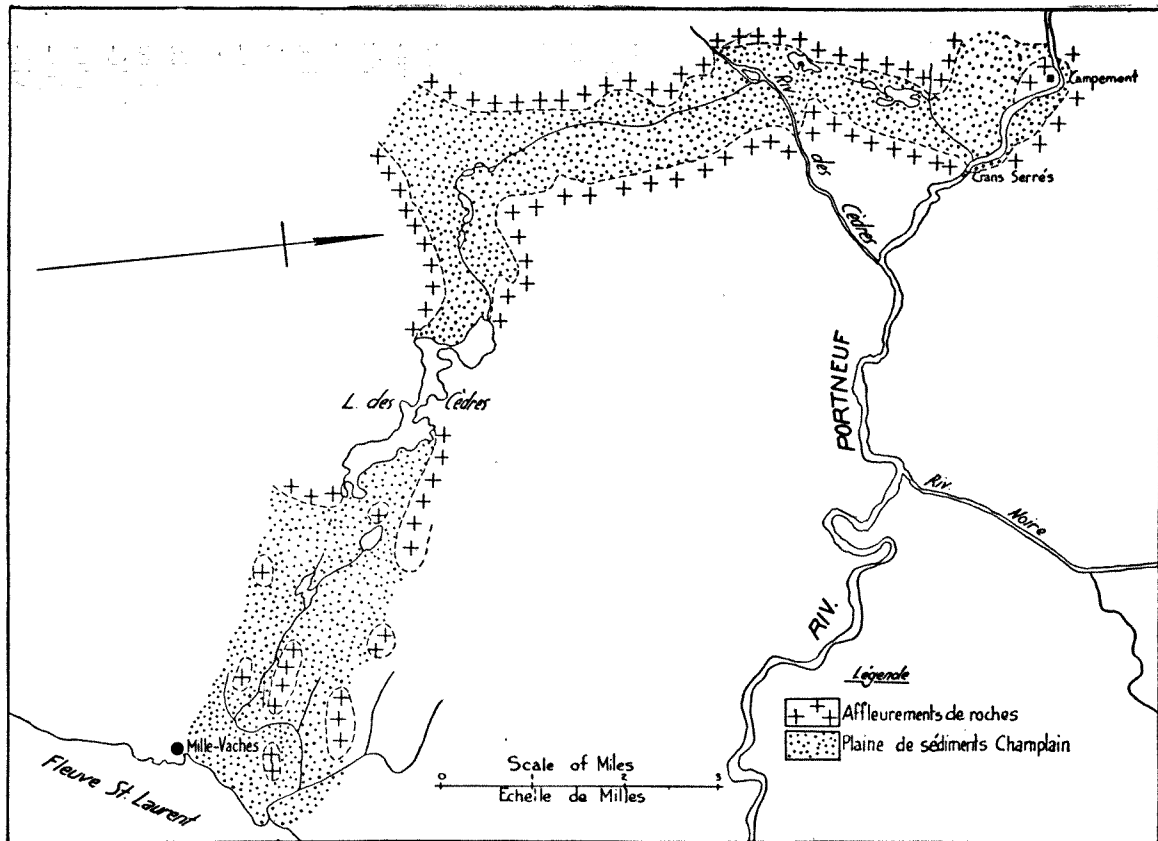 Campement
Riv.
des
Cèdres
Crans Serrés
L. des Cèdres
PORTNEUF
RIV.
Riv.
Noire
Mille-Vaches
Fleuve St. Laurent
Légende
Affleurements de roches
Plaine de sédiments Champlain
Scale of Miles
0 1 2 3
Echelle de Milles